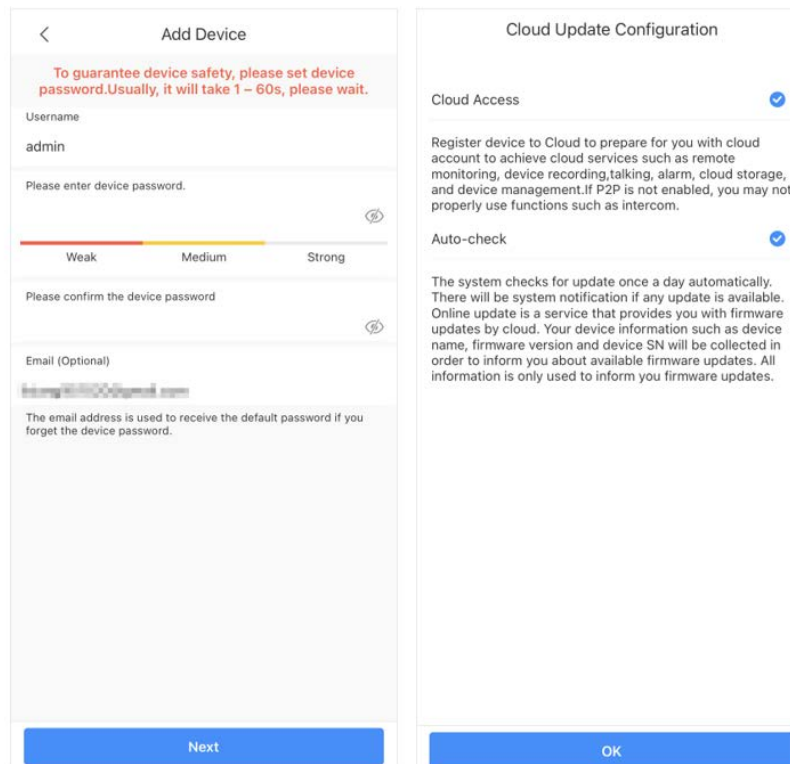 Add Device
To guarantee device safety, please set device
password.Usually, it will take 1 – 60s, please wait.
Username
admin
Please enter device password.
Weak Medium Strong
Please confirm the device password
Email (Optional)
The email address is used to receive the default password if you
forget the device password.
Next
Cloud Update Configuration
Cloud Access
Register device to Cloud to prepare for you with cloud
account to achieve cloud services such as remote
monitoring, device recording,talking, alarm, cloud storage,
and device management.If P2P is not enabled, you may not
properly use functions such as intercom.
Auto-check
The system checks for update once a day automatically.
There will be system notification if any update is available.
Online update is a service that provides you with firmware
updates by cloud. Your device information such as device
name, firmware version and device SN will be collected in
order to inform you about available firmware updates. All
information is only used to inform you firmware updates.
OK